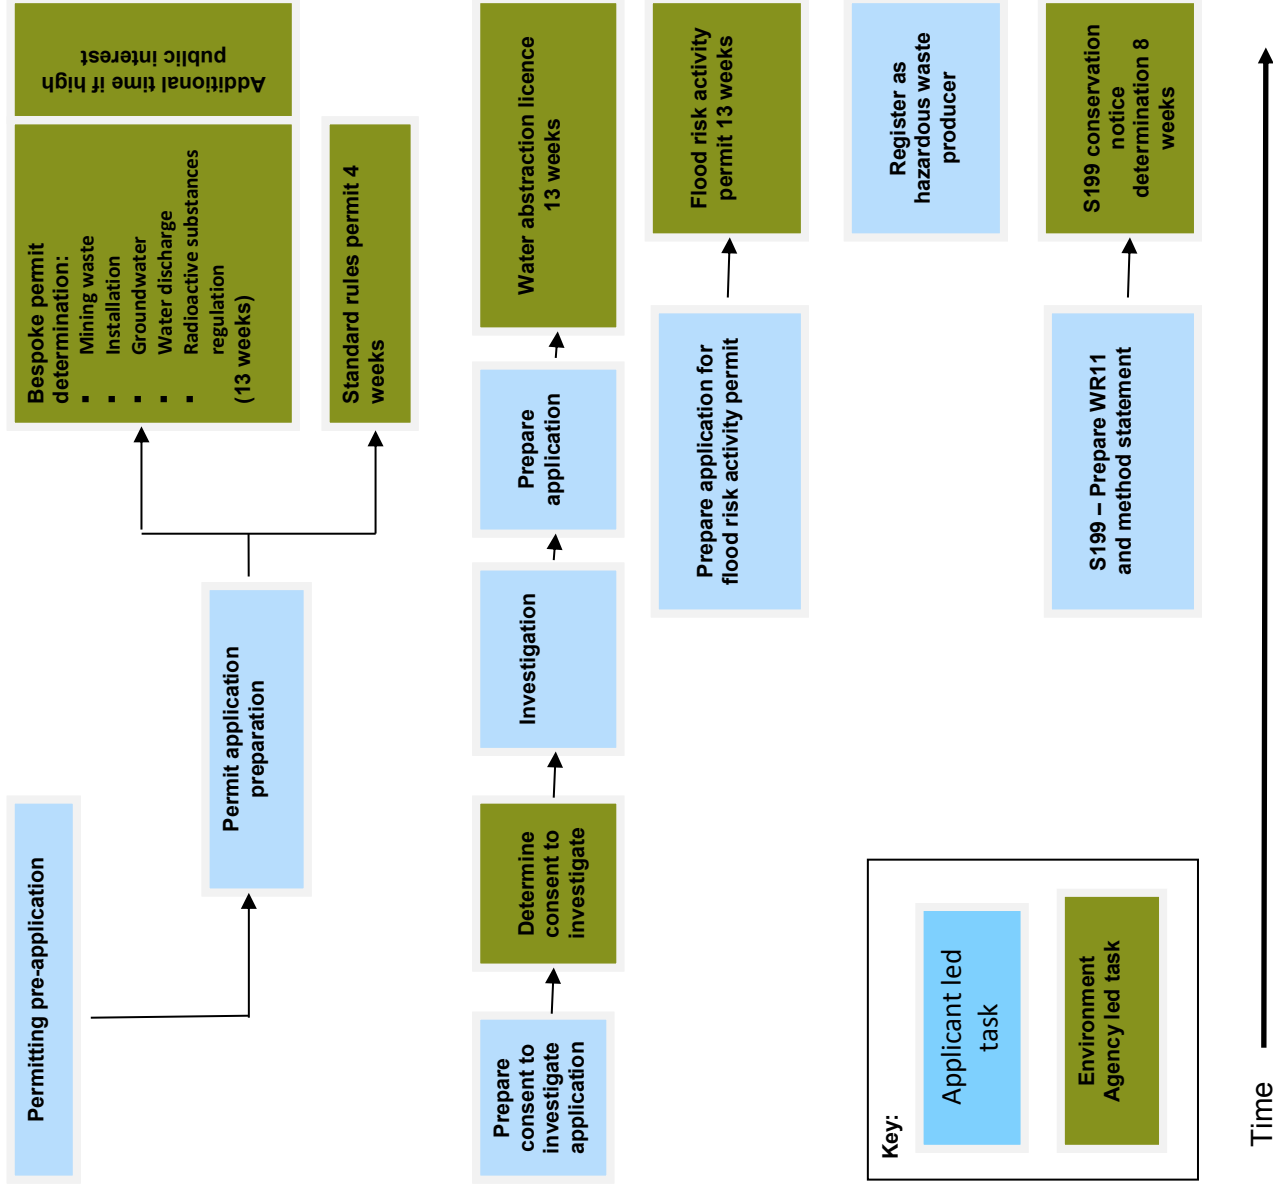 Permitting pre-application
Permit application
preparation
Bespoke permit
determination:
▪ Mining waste
▪ Installation
▪ Groundwater
▪ Water discharge
▪ Radioactive substances
regulation
(13 weeks)
Additional time if high
public interest
Standard rules permit 4
weeks
Prepare
consent to
investigate
application
Determine
consent to
investigate
Investigation
Prepare
application
Water abstraction licence
13 weeks
Prepare application for
flood risk activity permit
Flood risk activity
permit 13 weeks
Register as
hazardous waste
producer
S199 – Prepare WR11
and method statement
S199 conservation
notice
determination 8
weeks
Key:
Applicant led
task
Environment
Agency led task
Time